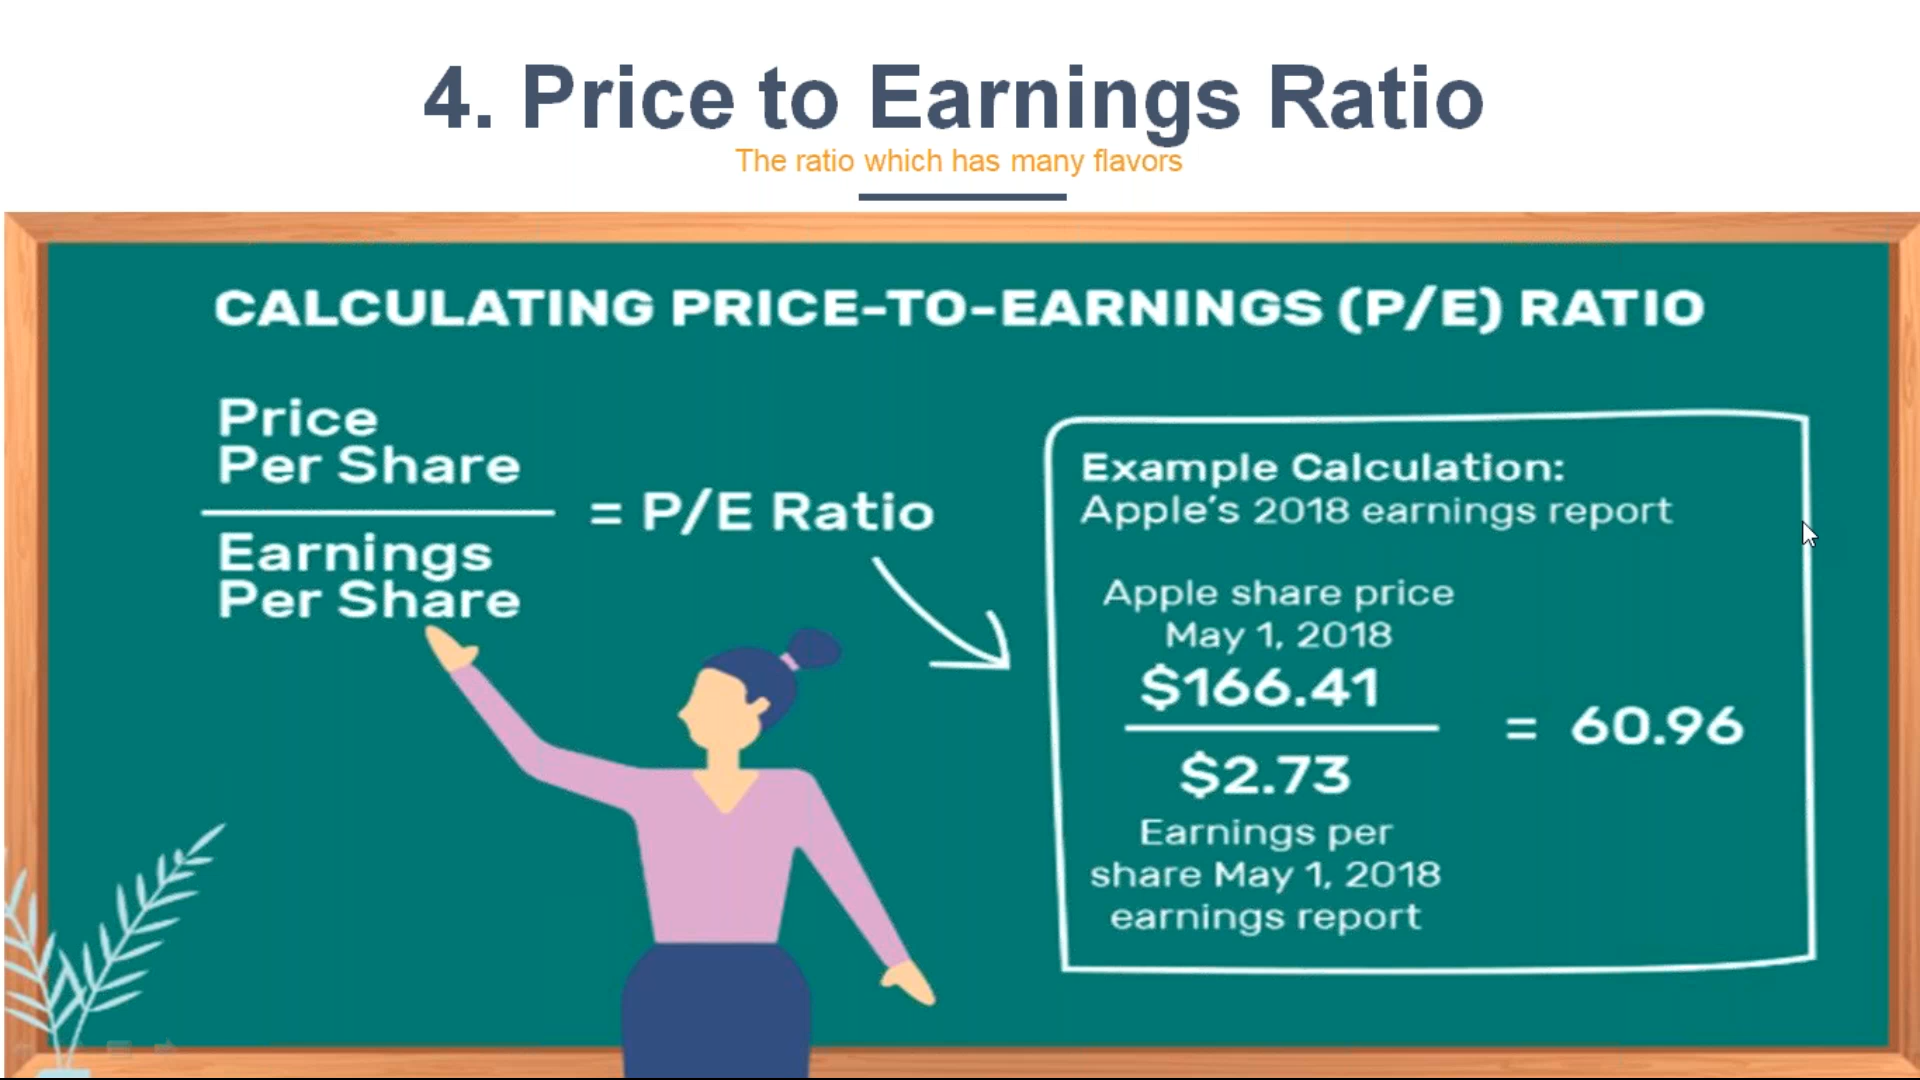 4. Price to Earnings Ratio
The ratio which has many flavors
CALCULATING PRICE-TO-EARNINGS (P/E) RATIO
Price
Per Share
Earnings
Per Share
= P/E Ratio
Example Calculation:
Apple's 2018 earnings report
Apple share price
May 1, 2018
$166.41
$2.73
= 60.96
Earnings per
share May 1, 2018
earnings report